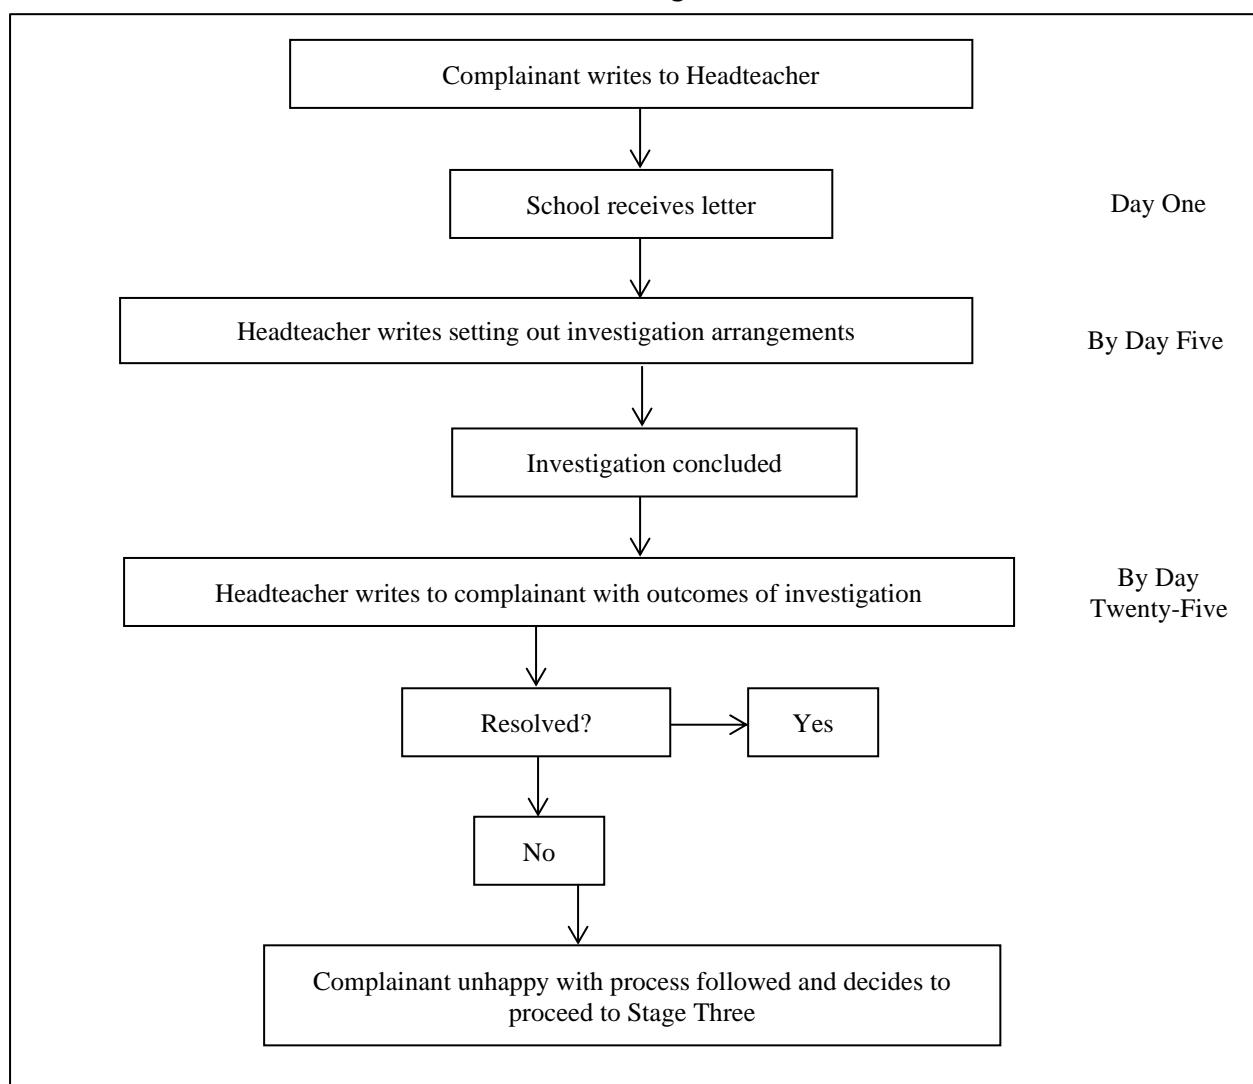 Complainant writes to Headteacher
School receives letter
Day One
Headteacher writes setting out investigation arrangements
By Day Five
Investigation concluded
Headteacher writes to complainant with outcomes of investigation
By Day
Twenty-Five
Resolved?
Yes
No
Complainant unhappy with process followed and decides to
proceed to Stage Three